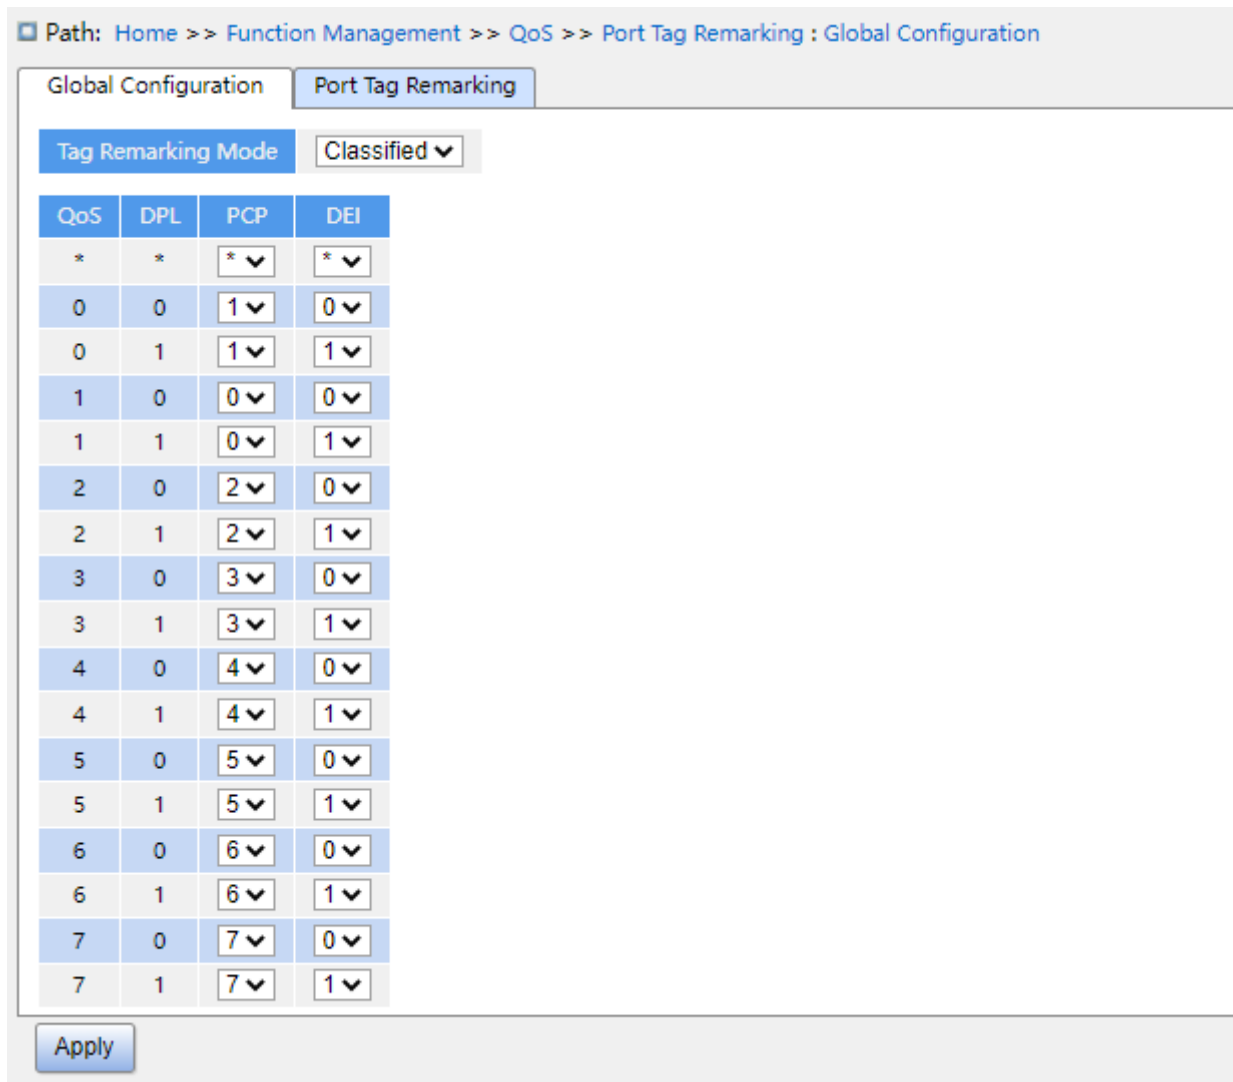 Path: Home >> Function Management >> QoS >> Port Tag Remarking : Global Configuration
Global Configuration Port Tag Remarking
Tag Remarking Mode Classified
QoS DPL PCP DEI
* * * *
0 0 1 0
0 1 1 1
1 0 0 0
1 1 0 1
2 0 2 0
2 1 2 1
3 0 3 0
3 1 3 1
4 0 4 0
4 1 4 1
5 0 5 0
5 1 5 1
6 0 6 0
6 1 6 1
7 0 7 0
7 1 7 1
Apply